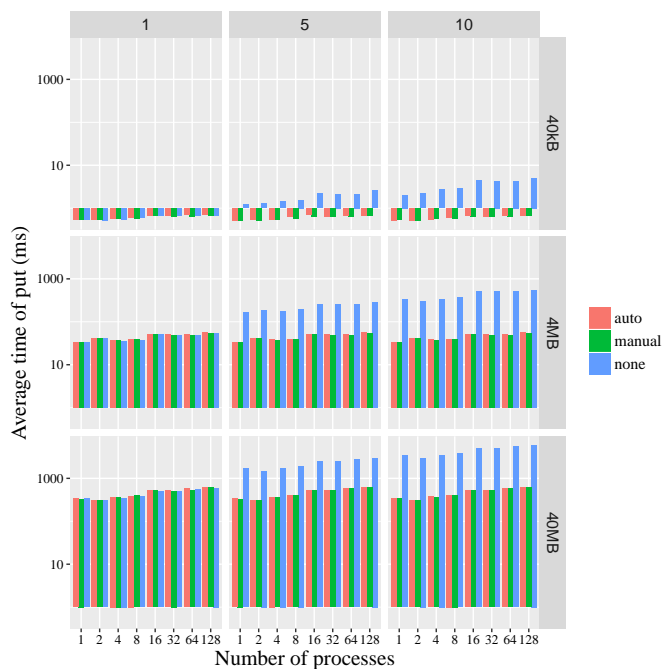 1 5 10
1000
10
40kB
1000
10
4MB
1000
10
40MB
Average time of put (ms)
auto
manual
none
1 2 4 8 16 32 64 128 1 2 4 8 16 32 64 128 1 2 4 8 16 32 64 128
Number of processes